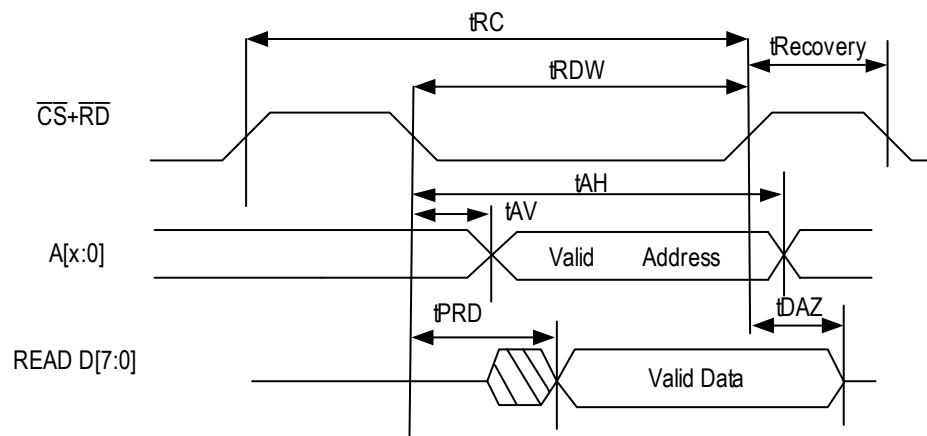 tRC
tRecovery
tRDW
CS+RD
tAH
tAV
A[x:0]
Valid Address
tPRD
tDAZ
READ D[7:0]
Valid Data